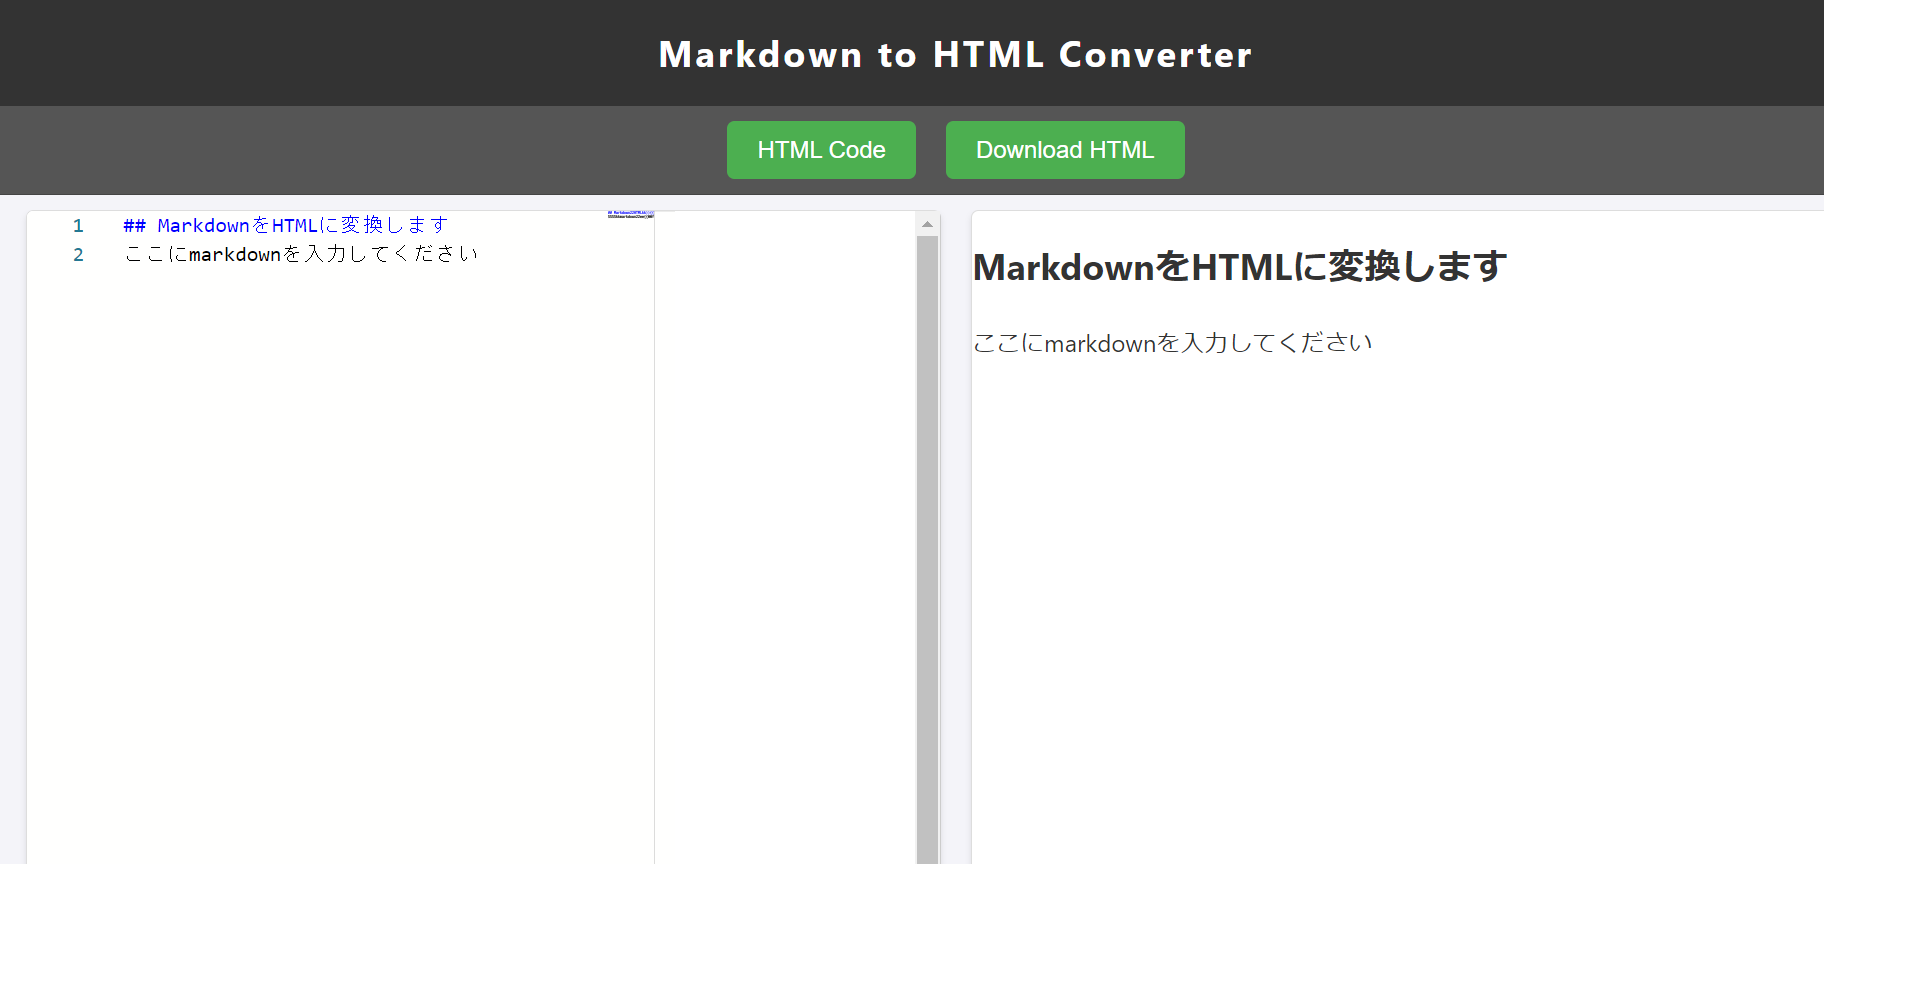 Markdown to HTML Converter
HTML Code
Download HTML
1 ## MarkdownをHTMLに変換します
2 ここにmarkdownを入力してください
MarkdownをHTMLに変換します
ここにmarkdownを入力してください